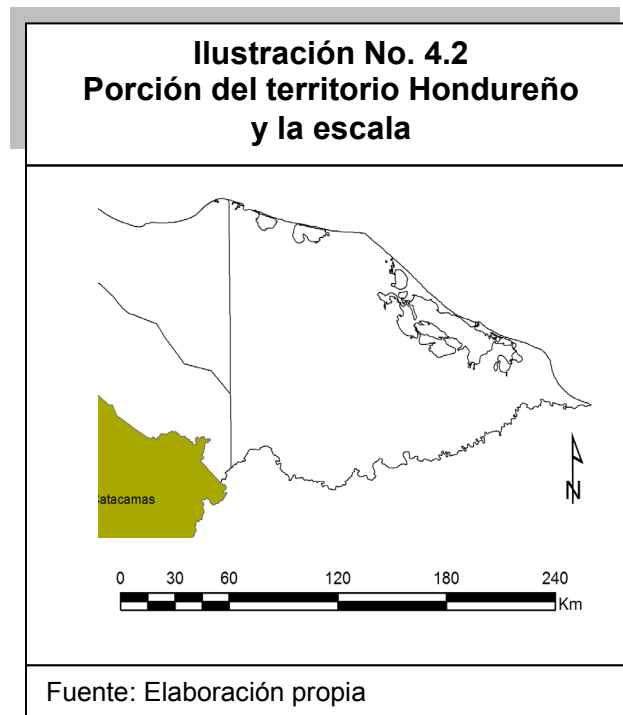 Ilustración No. 4.2
Porción del territorio Hondureño
y la escala
N
Catacamas
0 30 60 120 180 240
Km
Fuente: Elaboración propia